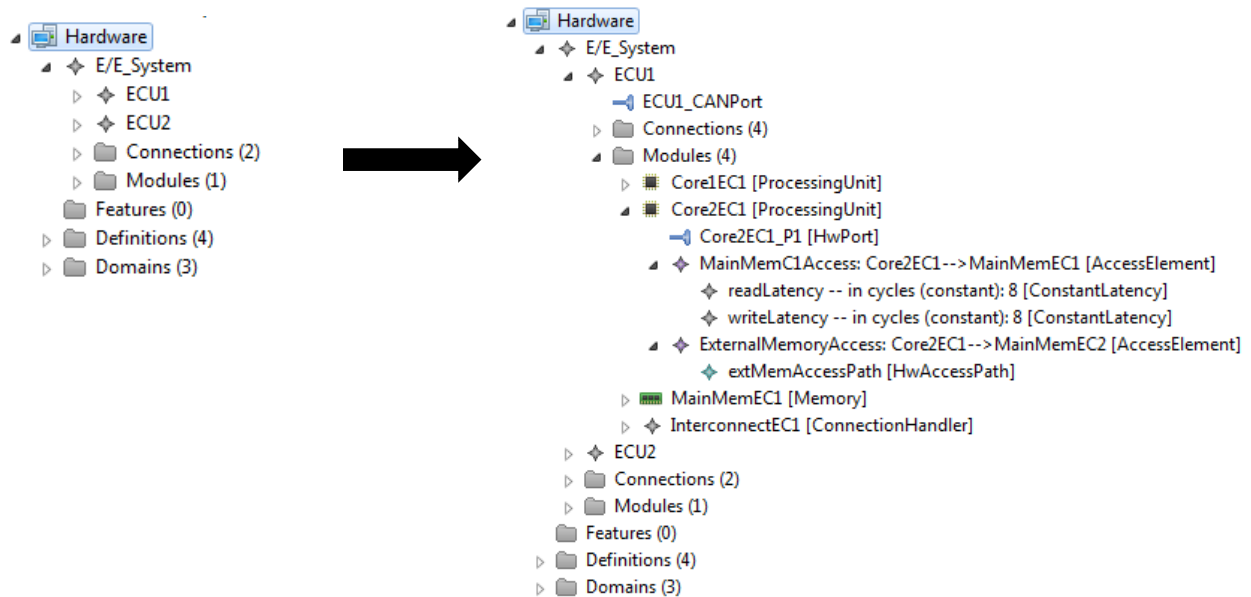 Hardware
E/E_System
ECU1
ECU2
Connections (2)
Modules (1)
Features (0)
Definitions (4)
Domains (3)
Hardware
E/E_System
ECU1
ECU1_CANPort
Connections (4)
Modules (4)
Core1EC1 [ProcessingUnit]
Core2EC1 [ProcessingUnit]
Core2EC1_P1 [HwPort]
MainMemC1Access: Core2EC1-->MainMemEC1 [AccessElement]
readLatency -- in cycles (constant): 8 [ConstantLatency]
writeLatency -- in cycles (constant): 8 [ConstantLatency]
ExternalMemoryAccess: Core2EC1-->MainMemEC2 [AccessElement]
extMemAccessPath [HwAccessPath]
MainMemEC1 [Memory]
InterconnectEC1 [ConnectionHandler]
ECU2
Connections (2)
Modules (1)
Features (0)
Definitions (4)
Domains (3)